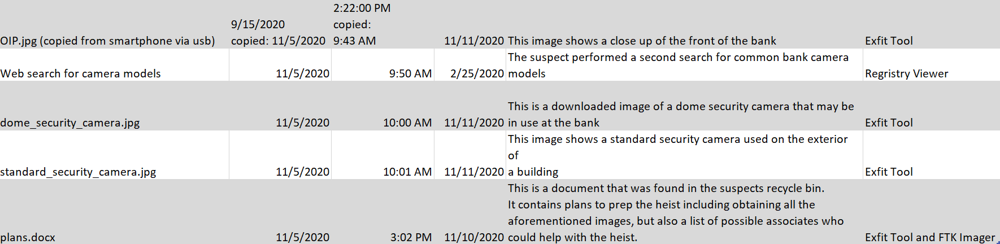 2:22:00 PM
9/15/2020 copied:
OIP.jpg (copied from smartphone via usb) copied: 11/5/2020 9:43 AM 11/11/2020 This image shows a close up of the front of the bank Exfit Tool
The suspect performed a second search for common bank camera
Web search for camera models 11/5/2020 9:50 AM 2/25/2020 models Regristry Viewer
This is a downloaded image of a dome security camera that may be
dome_security_camera.jpg 11/5/2020 10:00 AM 11/11/2020 in use at the bank Exfit Tool
This image shows a standard security camera used on the exterior
of
standard_security_camera.jpg 11/5/2020 10:01 AM 11/11/2020 a building Exfit Tool
This is a document that was found in the suspects recycle bin.
It contains plans to prep the heist including obtaining all the
aforementioned images, but also a list of possible associates who
plans.docx 11/5/2020 3:02 PM 11/10/2020 could help with the heist. Exfit Tool and FTK Imager